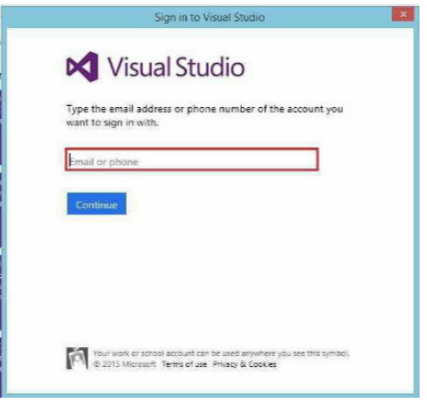 Sign in to Visual Studio
Visual Studio
Type the email address or phone number of the account you
want to sign in with.
Email or phone
Continue
Your work or school account can be used anywhere you see this symbol.
© 2015 Microsoft Terms of use Privacy & Cookies